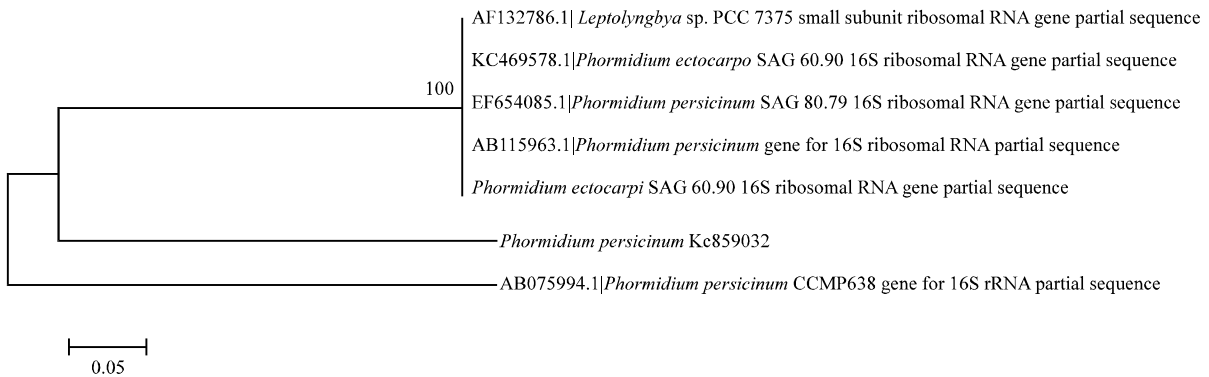 AF132786.1| Leptolyngbya sp. PCC 7375 small subunit ribosomal RNA gene partial sequence
KC469578.1|Phormidium ectocarpo SAG 60.90 16S ribosomal RNA gene partial sequence
100
EF654085.1|Phormidium persicinum SAG 80.79 16S ribosomal RNA gene partial sequence
AB115963.1|Phormidium persicinum gene for 16S ribosomal RNA partial sequence
Phormidium ectocarpi SAG 60.90 16S ribosomal RNA gene partial sequence
Phormidium persicinum Kc859032
AB075994.1|Phormidium persicinum CCMP638 gene for 16S rRNA partial sequence
0.05